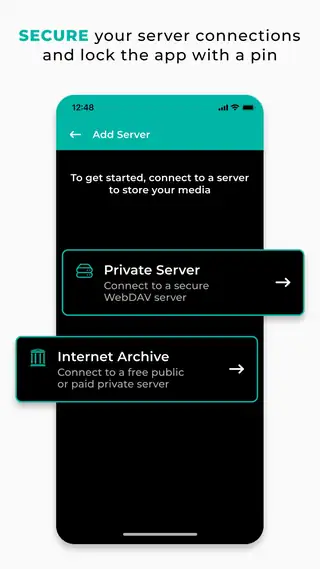 SECURE your server connections
and lock the app with a pin
12:48
Add Server
To get started, connect to a server
to store your media
Private Server
Connect to a secure
WebDAV server
Internet Archive
Connect to a free public
or paid private server